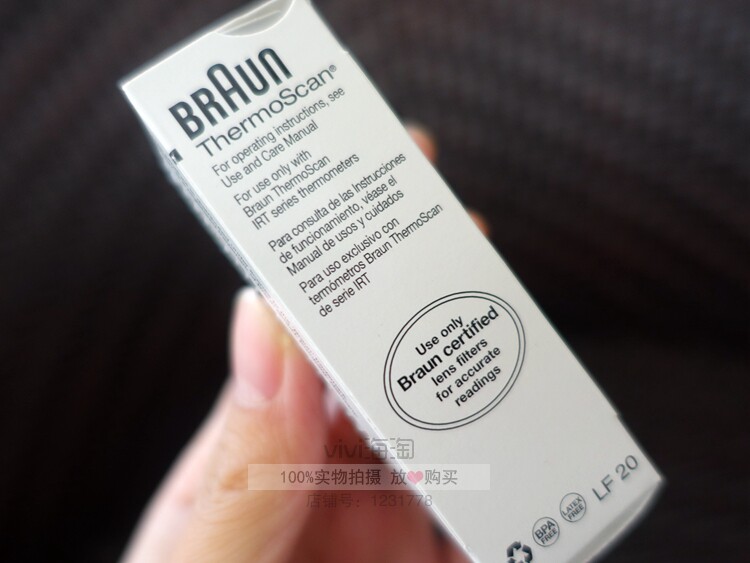 BRAUN
ThermoScan®
For operating instructions, see
Use and Care Manual
For use only with
Braun ThermoScan
IRT series thermometers
Para consulta de las instrucciones
de funcionamiento, véase el
Manual de usos y cuidados
Para uso exclusivo con
termómetros Braun ThermoScan
de serie IRT
Use only
Braun certified
lens filters
for accurate
readings
BPA
FREE
LATEX
FREE
LF 20
vivi海淘
100%实物拍摄 放❤购买
店铺号：1231778